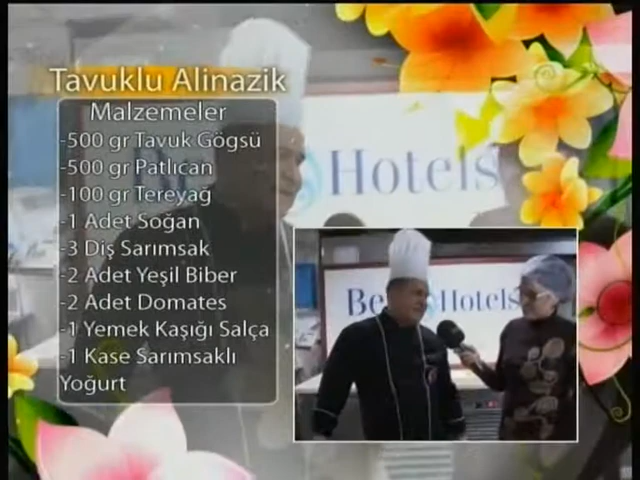 Tavuklu Alinazik
Malzemeler
-500 gr Tavuk Gögsü
-500 gr Patlıcan
-100 gr Tereyağ
-1 Adet Soğan
-3 Diş Sarımsak
-2 Adet Yeşil Biber
-2 Adet Domates
-1 Yemek Kaşığı Salça
-1 Kase Sarımsaklı
Yoğurt
Hotels
Hotels